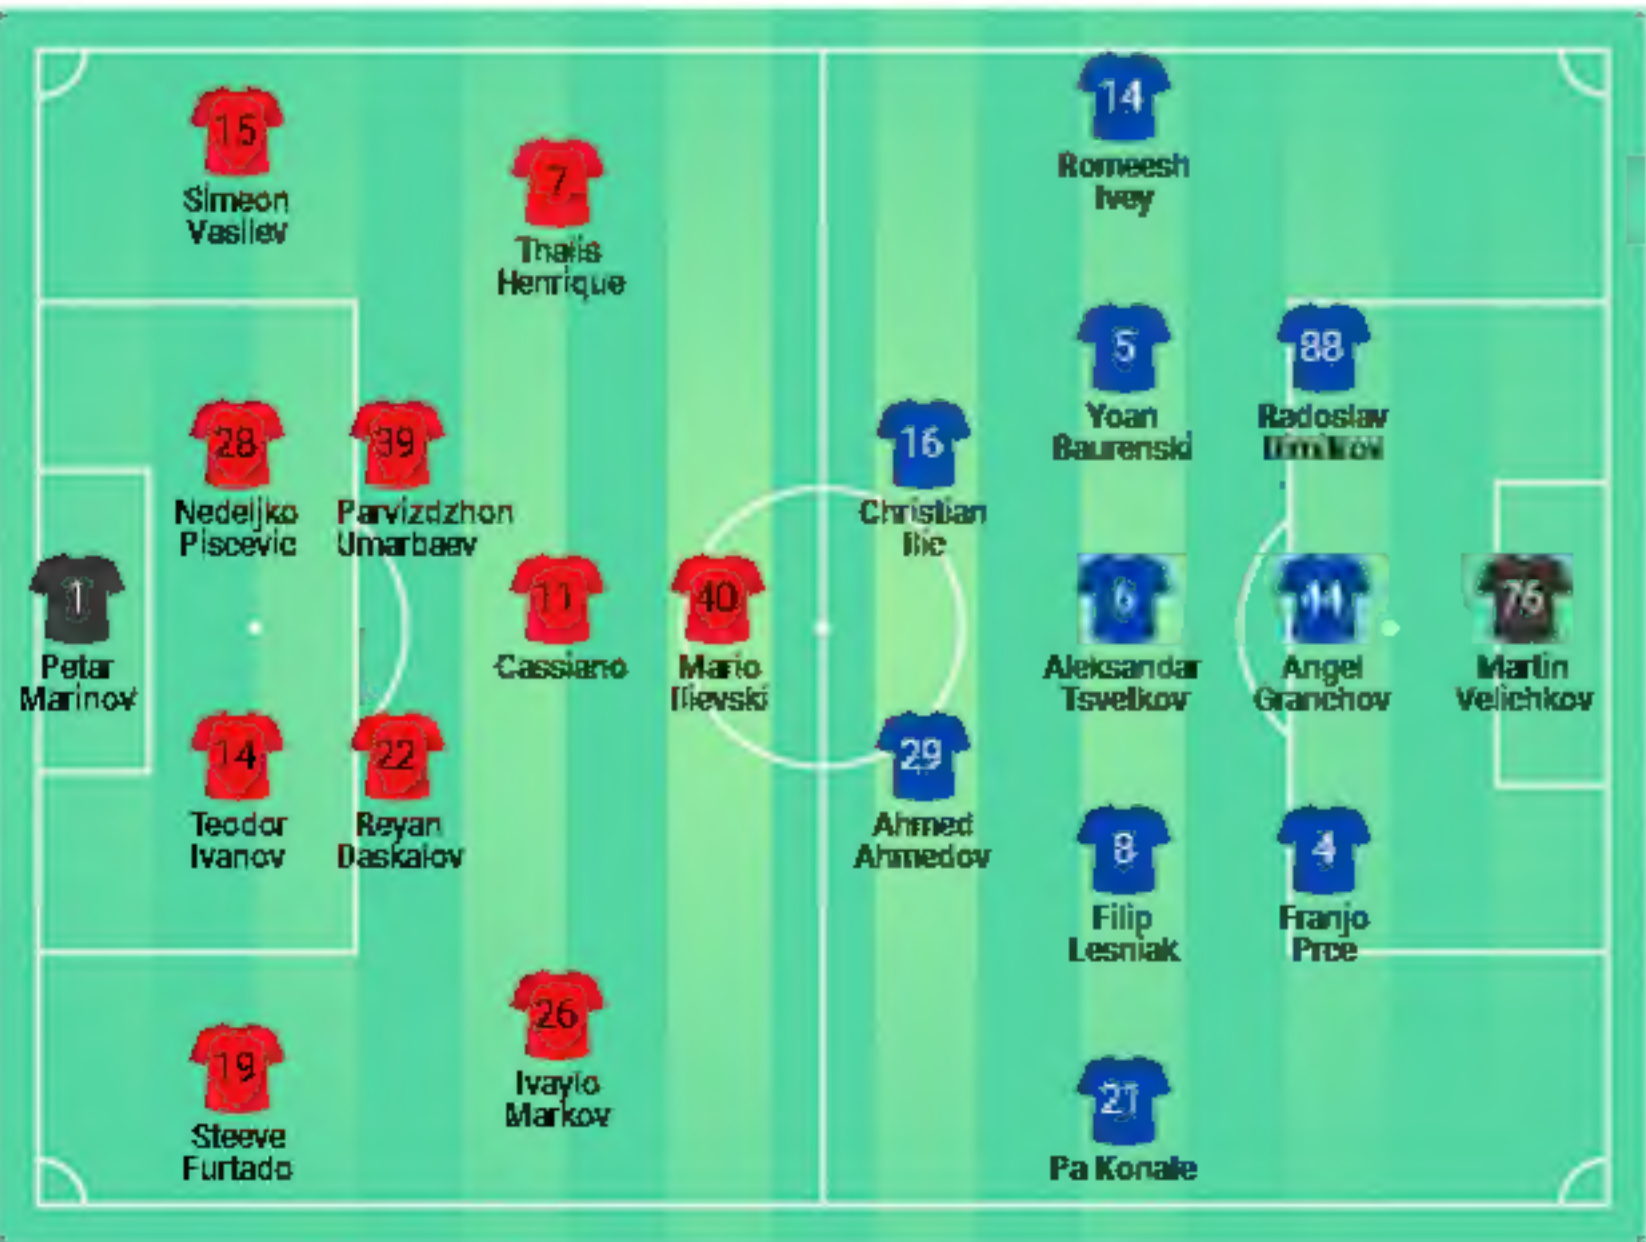 15
Simeon
Vasilev
7
Thalis
Henrique
28
Nedeljko
Piscevic
39
Parvizdzhon
Umarbaev
1
Petar
Marinov
11
Cassiano
40
Mario
Ilievski
14
Teodor
Ivanov
22
Reyan
Daskalov
19
Steeve
Furtado
26
Ivaylo
Markov
14
Romeesh
Ivey
5
Yoan
Baurenski
88
Radoslav
16
Christian
Ilic
6
Aleksandar
Tsvetkov
44
Angel
Granchov
76
Martin
Velichkov
29
Ahmed
Ahmedov
8
Filip
Lesniak
4
Franjo
Prce
21
Pa Konate